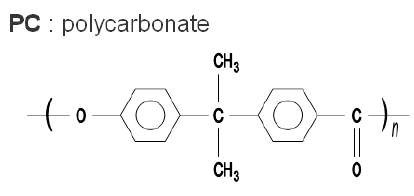 PC : polycarbonate
CH₃
( O C C )n
CH₃
O